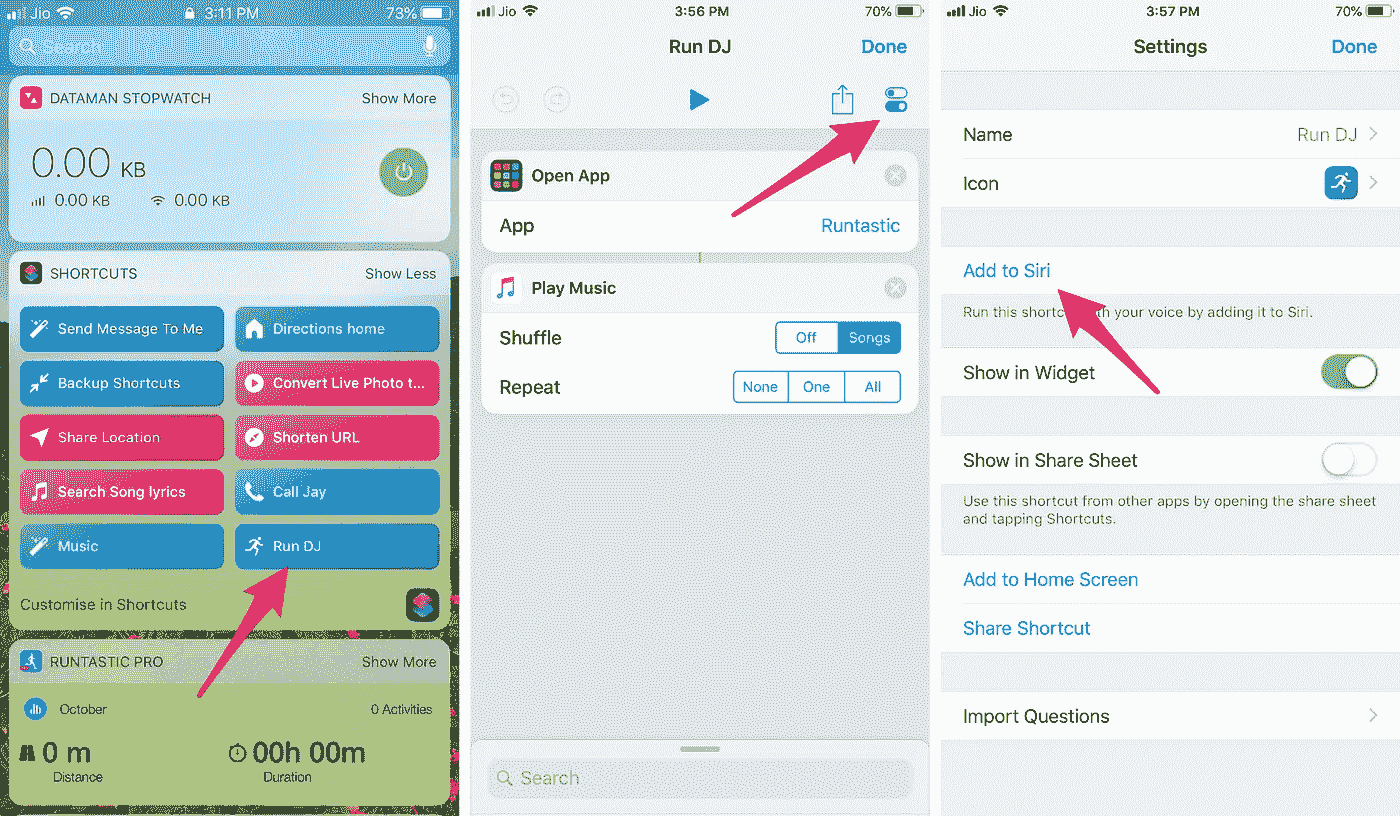 Jio 3:11 PM 73%
Search
DATAMAN STOPWATCH Show More
0.00 KB
0.00 KB 0.00 KB
SHORTCUTS Show Less
Send Message To Me Directions home
Backup Shortcuts Convert Live Photo t...
Share Location Shorten URL
Search Song lyrics Call Jay
Music Run DJ
Customise in Shortcuts
RUNTASTIC PRO Show More
October 0 Activities
0 m 00h 00m
Distance Duration
Jio 3:56 PM 70%
Run DJ Done
Open App
App Runtastic
Play Music
Shuffle Off Songs
Repeat None One All
Search
Jio 3:57 PM 70%
Settings Done
Name Run DJ
Icon
Add to Siri
Run this shortc your voice by adding it to Siri.
Show in Widget
Show in Share Sheet
Use this shortcut from other apps by opening the share sheet
and tapping Shortcuts.
Add to Home Screen
Share Shortcut
Import Questions